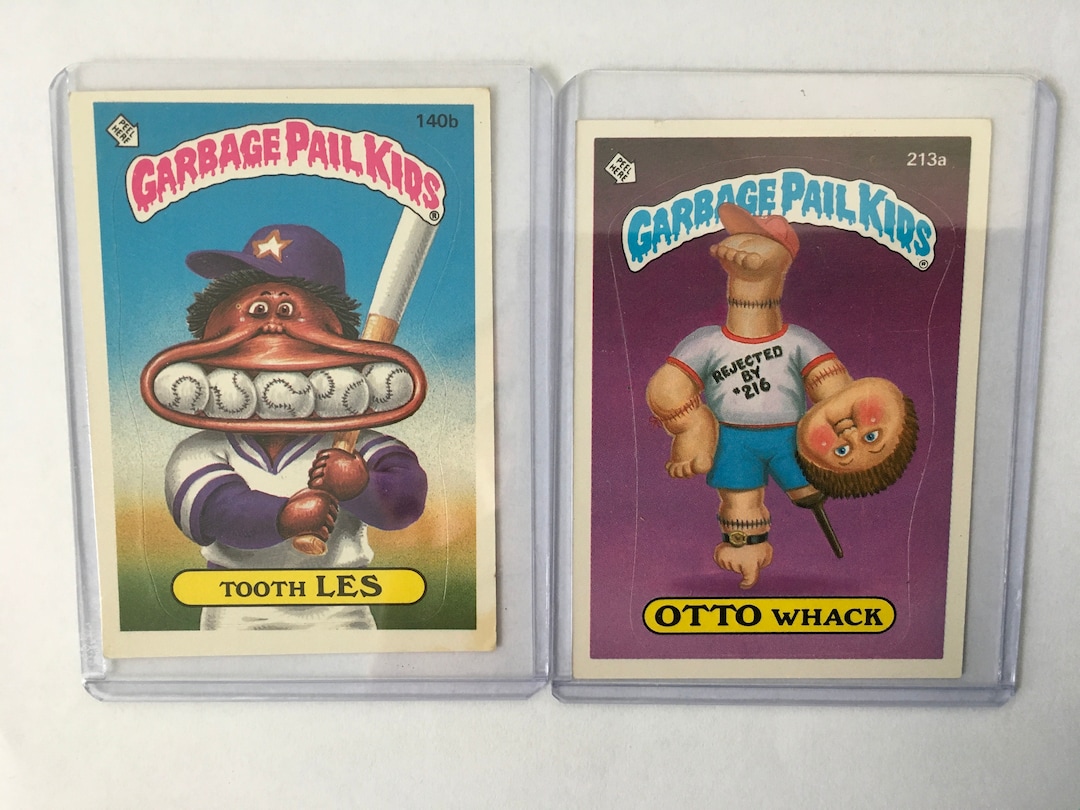 PEEL
HERE
140b
GARBAGE PAIL KIDS
®
TOOTH LES
PEEL
HERE
213a
GARBAGE PAIL KIDS
®
REJECTED
BY
#216
OTTO WHACK